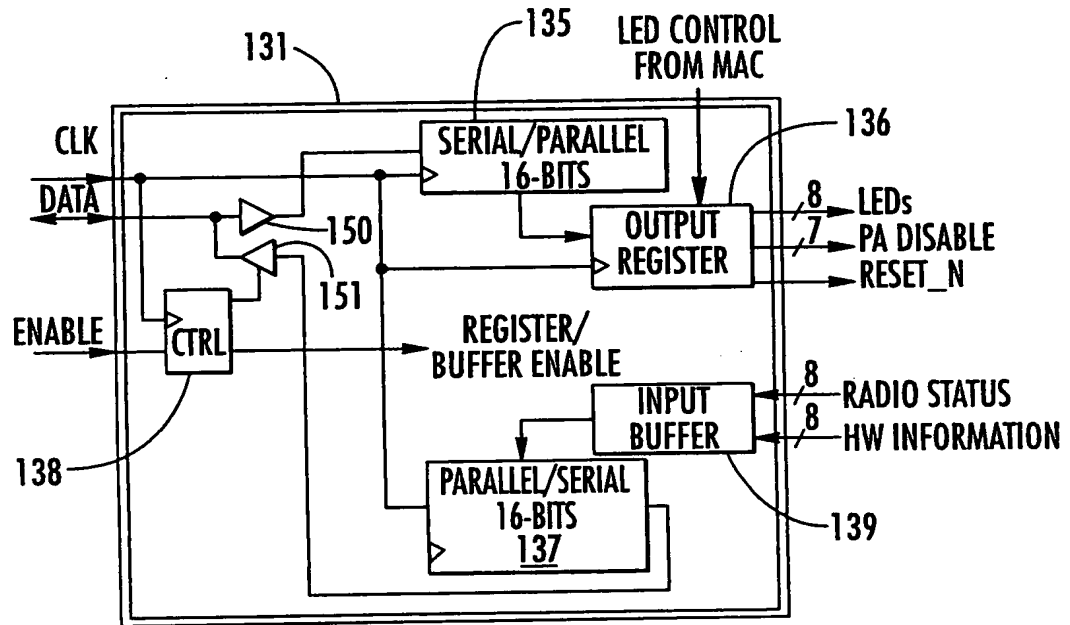 135
LED CONTROL
FROM MAC
131
136
CLK
DATA
SERIAL/PARALLEL
16-BITS
150
151
OUTPUT
REGISTER
8
LEDs
7
PA DISABLE
RESET_N
ENABLE
CTRL
138
REGISTER/
BUFFER ENABLE
INPUT
BUFFER
8
RADIO STATUS
8
HW INFORMATION
139
PARALLEL/SERIAL
16-BITS
137